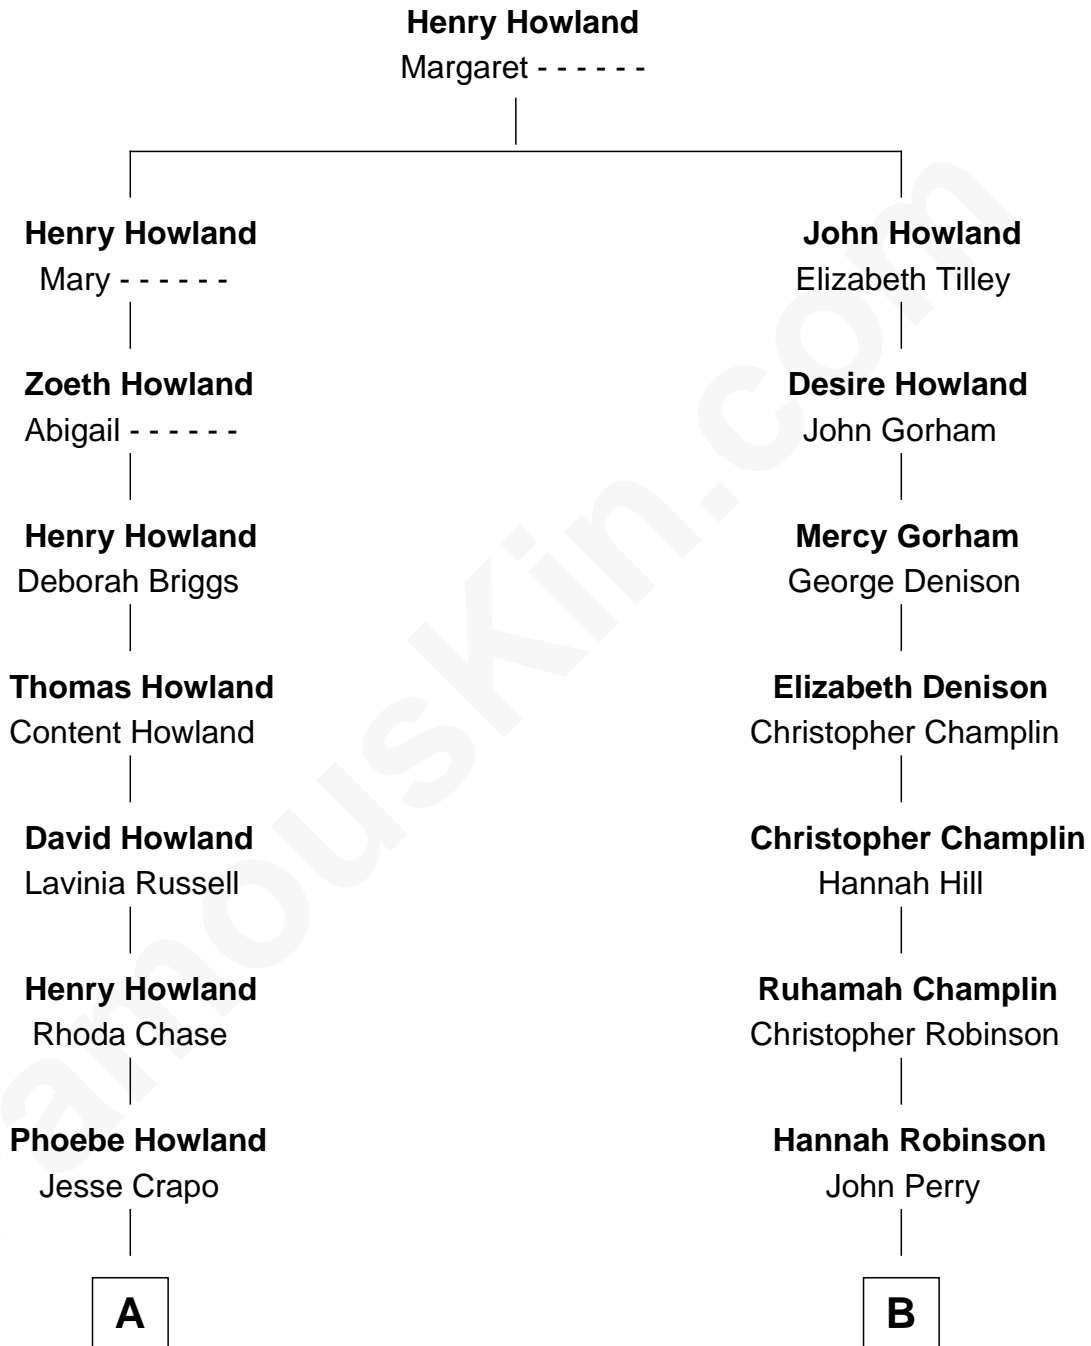 Henry Howland
Margaret - - - - - -
Henry Howland
Mary - - - - - -
John Howland
Elizabeth Tilley
Zoeth Howland
Abigail - - - - - -
Desire Howland
John Gorham
Henry Howland
Deborah Briggs
Mercy Gorham
George Denison
Thomas Howland
Content Howland
Elizabeth Denison
Christopher Champlin
David Howland
Lavinia Russell
Christopher Champlin
Hannah Hill
Henry Howland
Rhoda Chase
Ruhamah Champlin
Christopher Robinson
Phoebe Howland
Jesse Crapo
Hannah Robinson
John Perry
A
B
amouskin.com